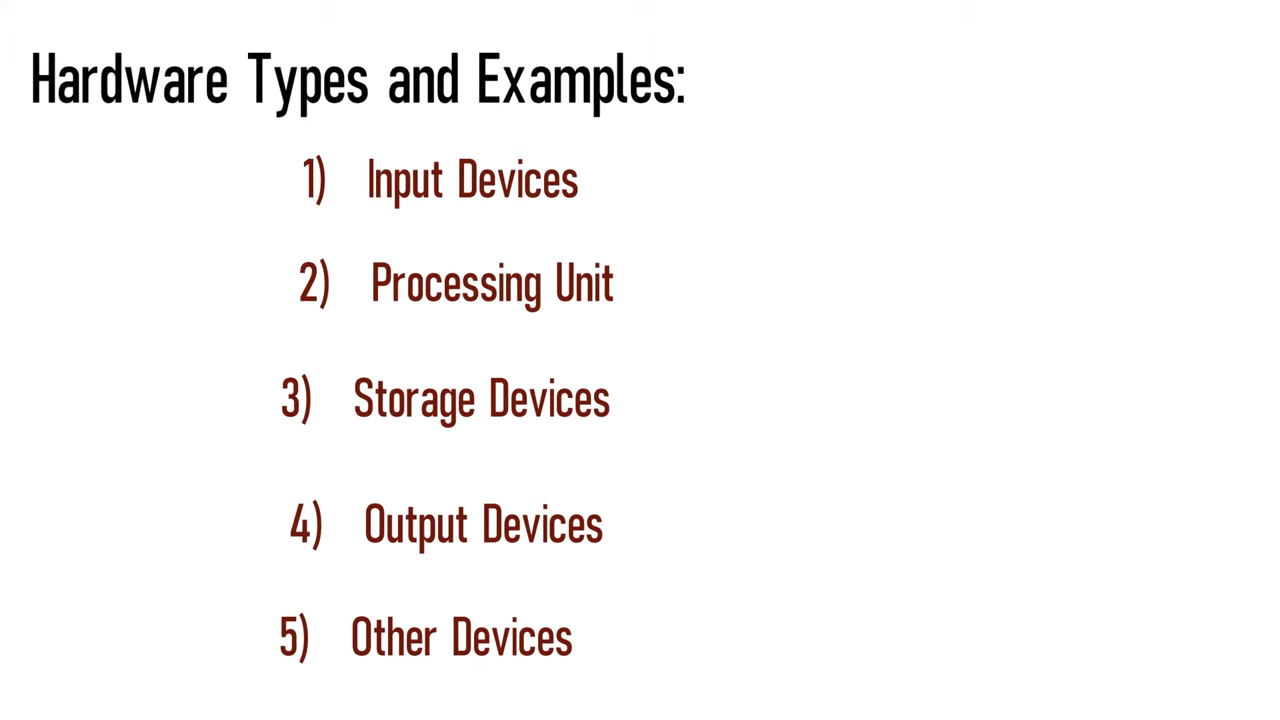 Hardware Types and Examples:
1) Input Devices
2) Processing Unit
3) Storage Devices
4) Output Devices
5) Other Devices